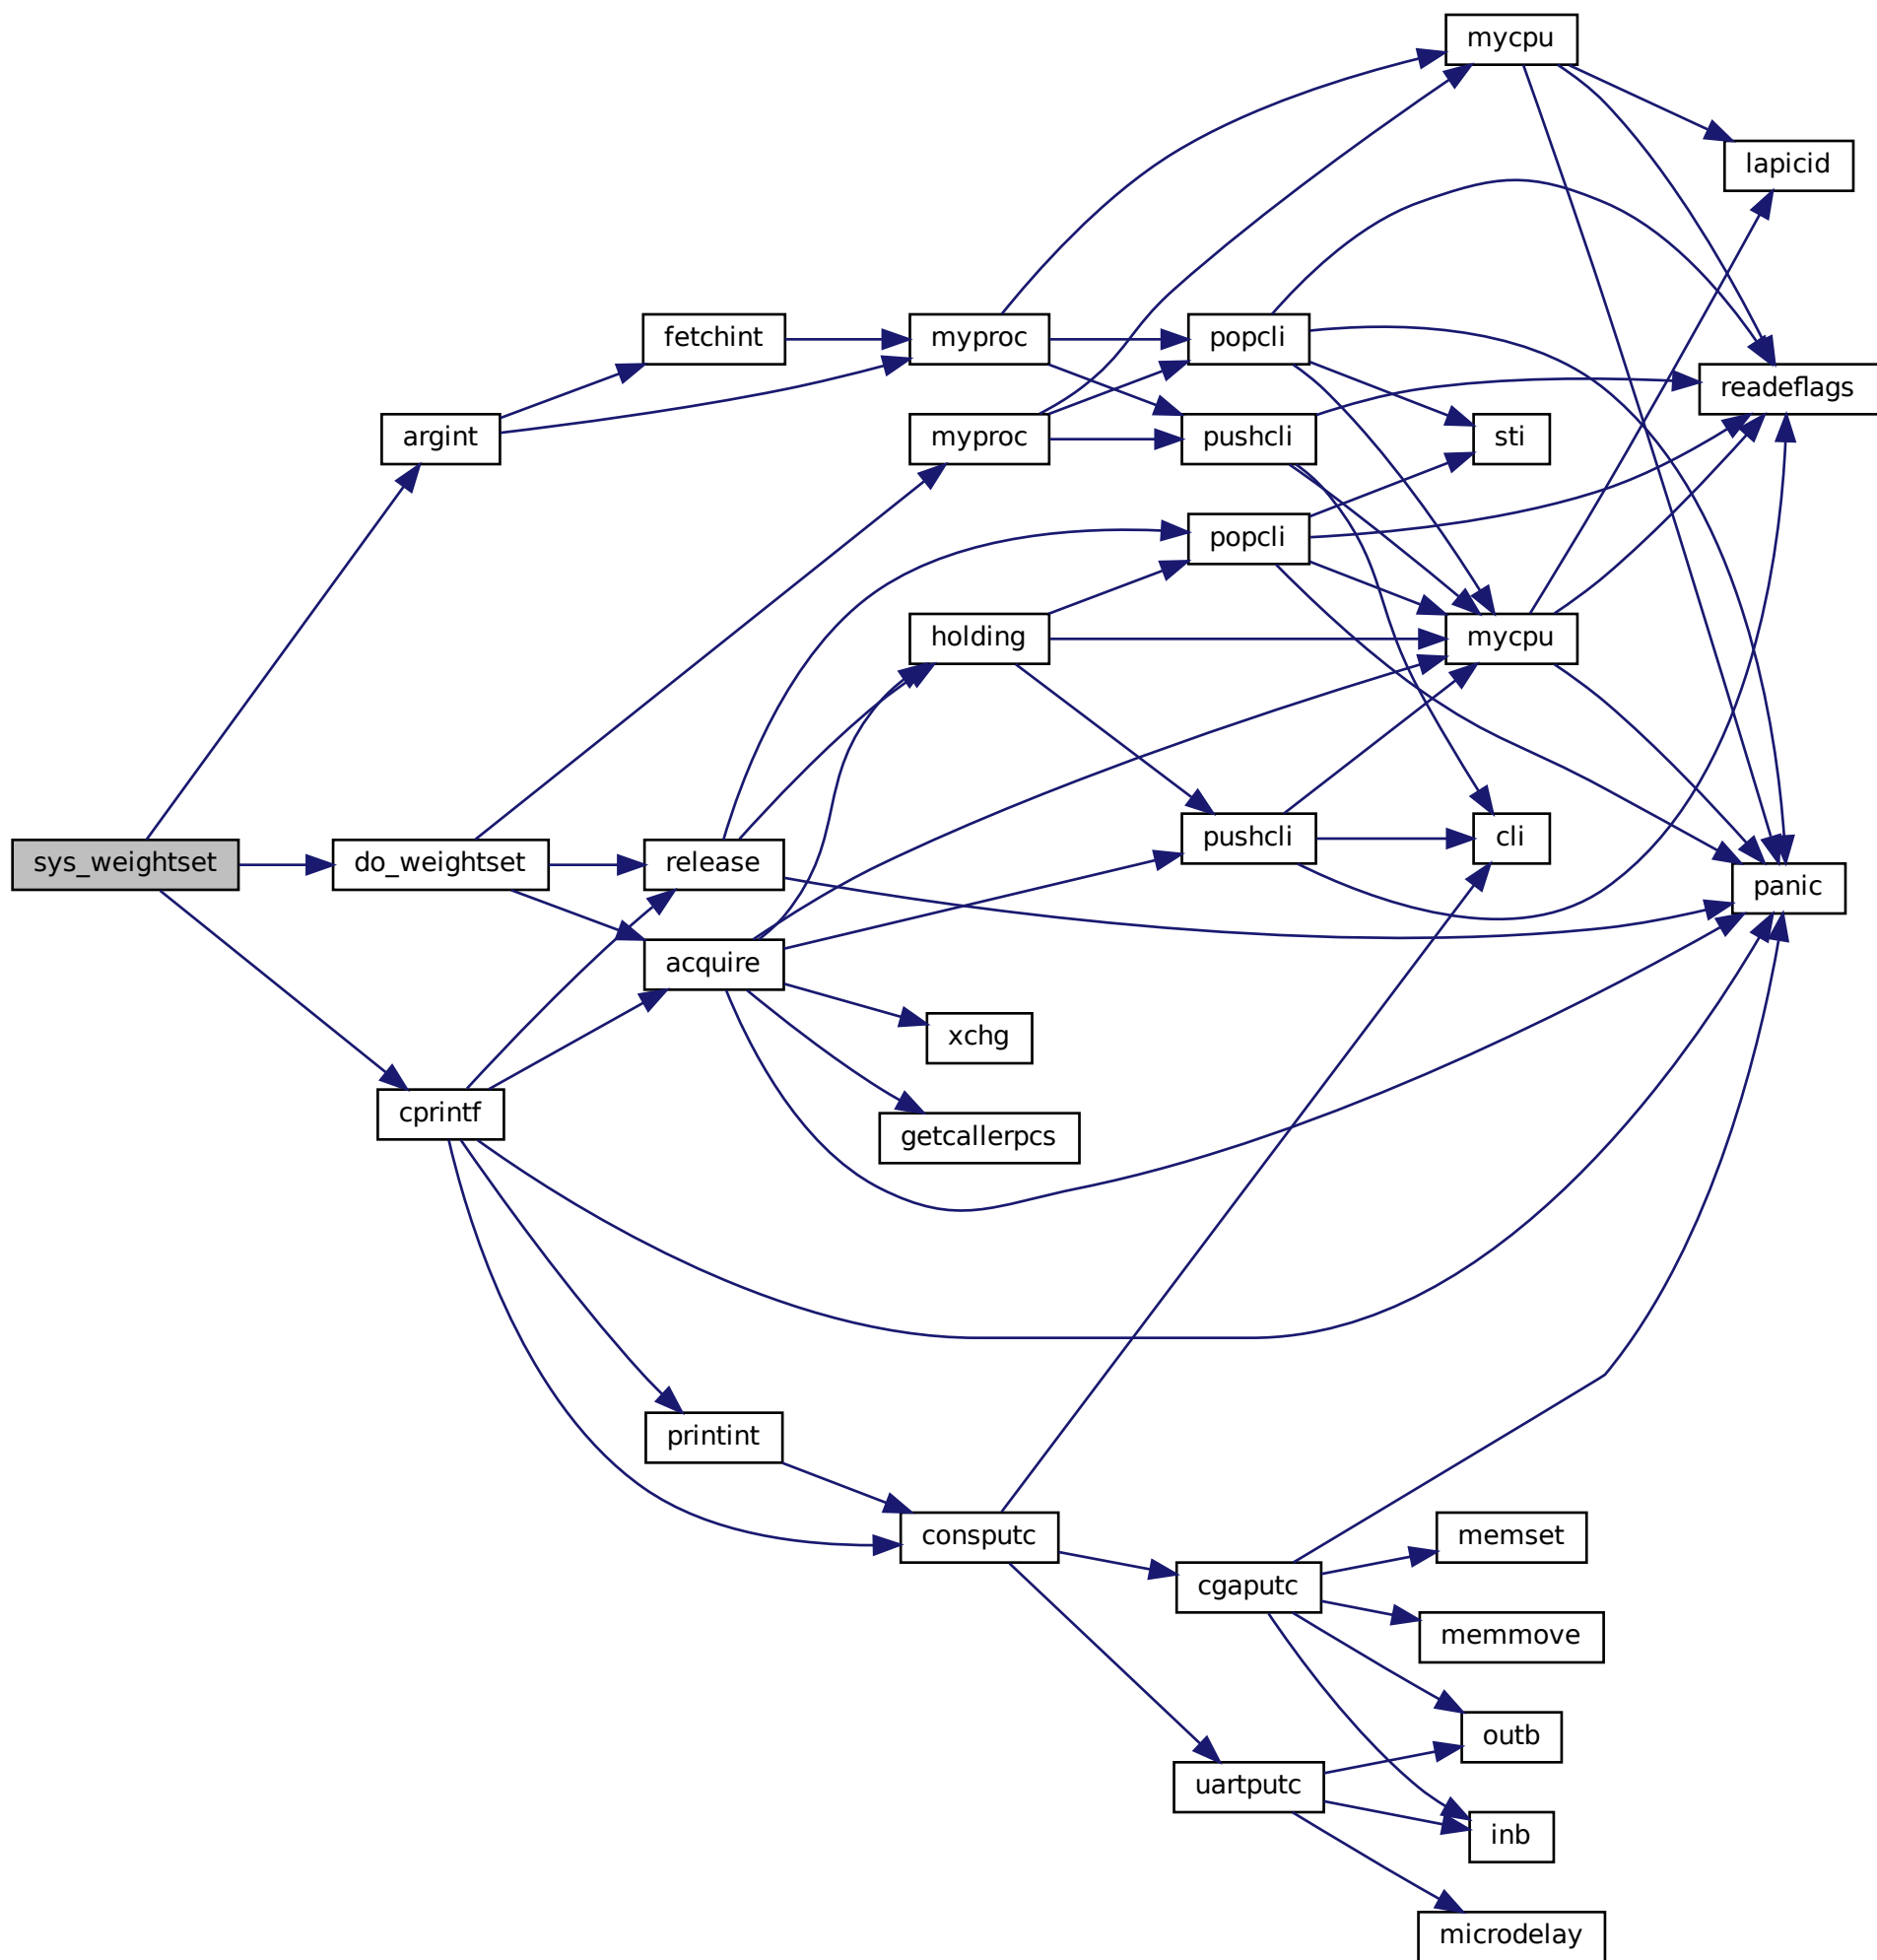 mycpu
lapicid
fetchint
myproc
popcli
readeflags
argint
myproc
pushcli
sti
popcli
holding
mycpu
sys_weightset
do_weightset
release
pushcli
cli
panic
acquire
xchg
cprintf
getcallerpcs
printint
consputc
memset
cgaputc
memmove
outb
uartputc
inb
microdelay